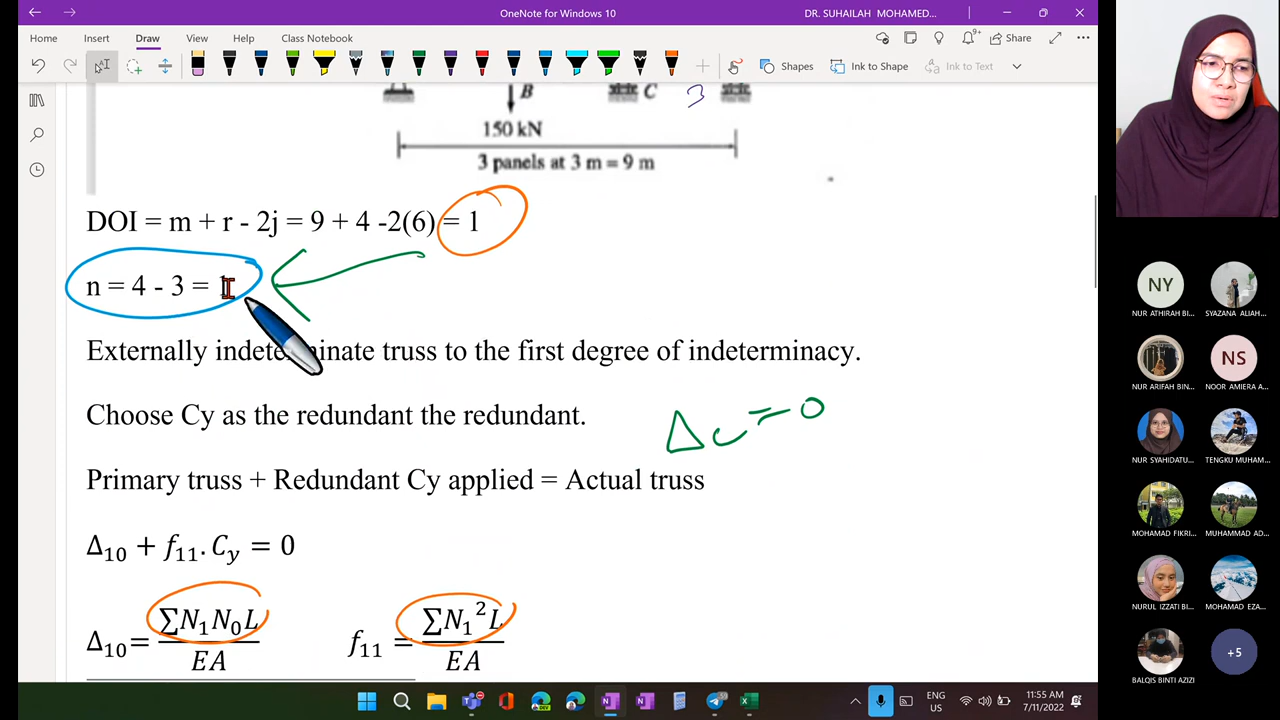 OneNote for Windows 10
DR. SUHAILAH MOHAMED...
Home
Insert
Draw
View
Help
Class Notebook
9+
Share
Shapes
Ink to Shape
Ink to Text
B
C
3
150 kN
3 panels at 3 m = 9 m
DOI = m + r - 2j = 9 + 4 -2(6) = 1
n = 4 - 3 = 1
Externally indeterminate truss to the first degree of indeterminacy.
Choose Cy as the redundant the redundant.
Δc = 0
Primary truss + Redundant Cy applied = Actual truss
Δ₁₀ + f₁₁. C_y = 0
Δ₁₀= ∑N₁N₀L / EA
f₁₁ = ∑N₁²L / EA
NY
NUR ATHIRAH BI...
SYAZANA ALIAH...
NUR ARIFAH BIN...
NS
NOOR AMIERA A...
NUR SYAHIDATU...
TENGKU MUHAM...
MOHAMAD FIKRI...
MUHAMMAD AD...
NURUL IZZATI BI...
MOHAMAD EZA...
BALQIS BINTI AZIZI
+5
ENG
US
11:55 AM
7/11/2022